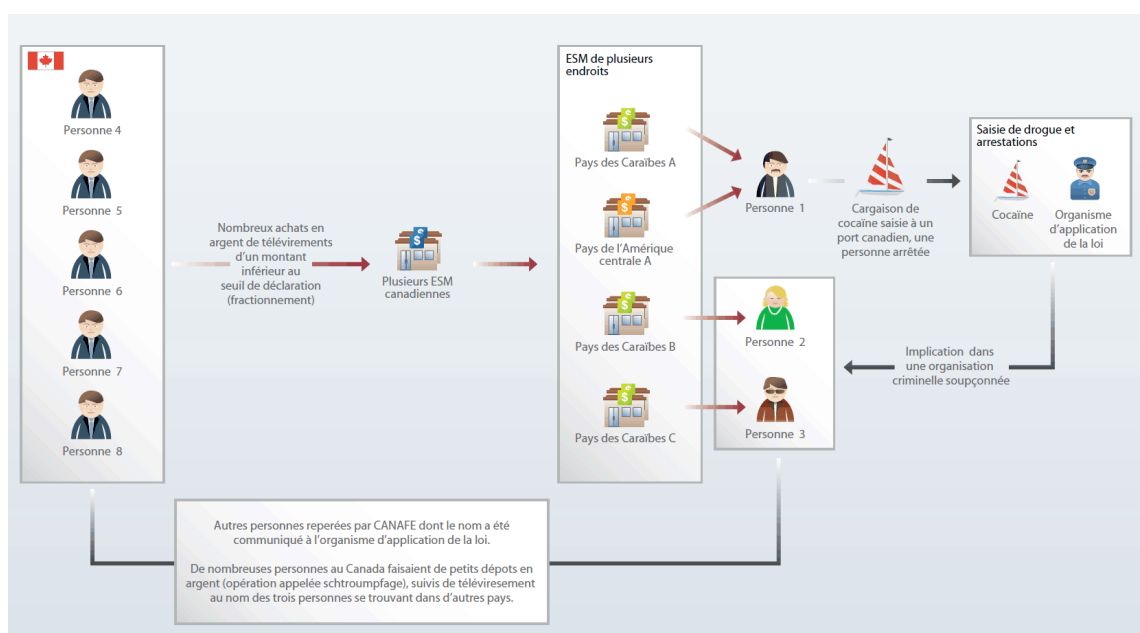 Personne 4
Personne 5
Personne 6
Personne 7
Personne 8
Nombreux achats en
argent de télévirements
d'un montant
inférieur au
seuil de déclaration
(fractionnement)
Plusieurs ESM
canadiennes
ESM de plusieurs
endroits
Pays des Caraïbes A
Pays de l'Amérique
centrale A
Pays des Caraïbes B
Pays des Caraïbes C
Personne 1
Personne 2
Personne 3
Cargaison de
cocaïne saisie à un
port canadien, une
personne arrêtée
Saisie de drogue et
arrestations
Cocaïne
Organisme
d'application
de la loi
Implication dans
une organisation
criminelle soupçonnée
Autres personnes reperées par CANAFE dont le nom a été
communiqué à l'organisme d'application de la loi.
De nombreuses personnes au Canada faisaient de petits dépots en
argent (opération appelée schtroumpfage), suivis de téléviresement
au nom des trois personnes se trouvant dans d'autres pays.